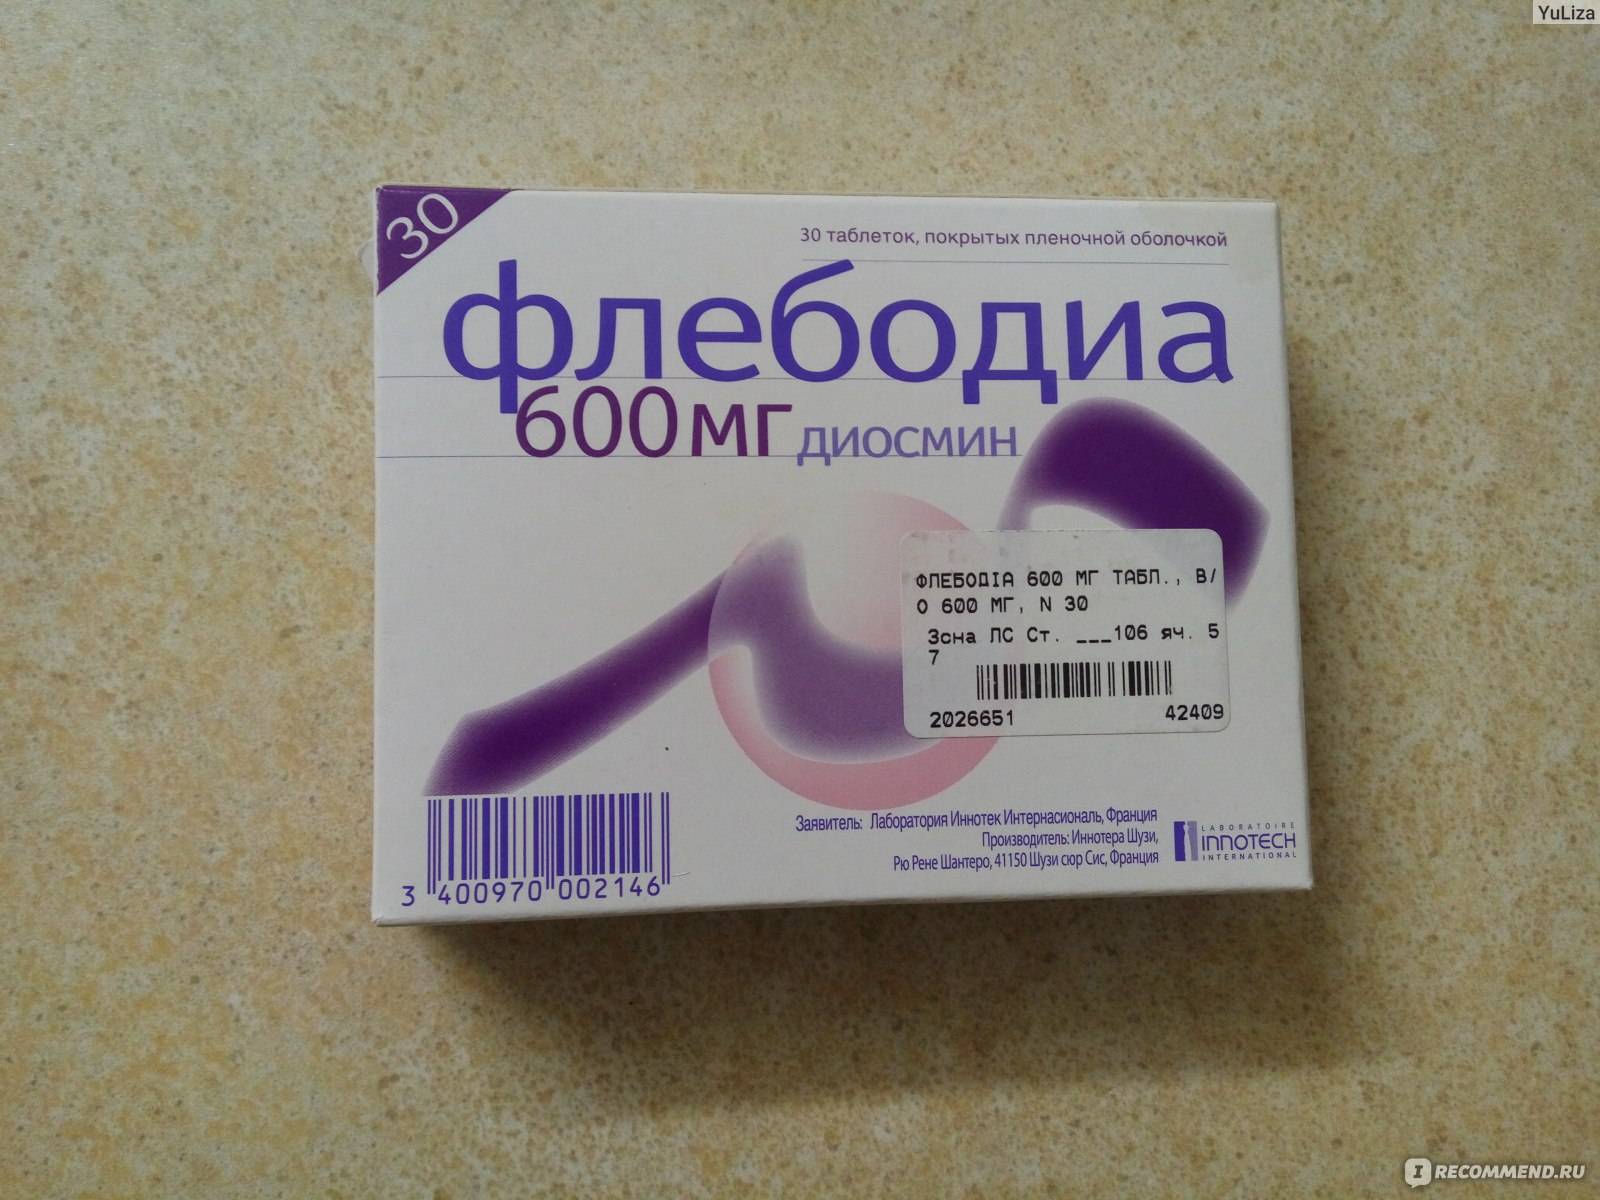 YuLiza
30
30 таблеток, покрытых пленочной оболочкой
флебодиа
600 мг диосмин
ФЛЕБОДІА 600 МГ ТАБЛ., В/
О 600 МГ, N 30
Зона ЛС Ст. ___106 яч. 5
7
2026651 42409
Заявитель: Лаборатория Иннотек Интернасиональ, Франция
Производитель: Иннотера Шузи,
Рю Рене Шантеро, 41150 Шузи сюр Сис, Франция
LABORATOIRE
INNOTECH
INTERNATIONAL
3 400970 002146
IRECOMMEND.RU